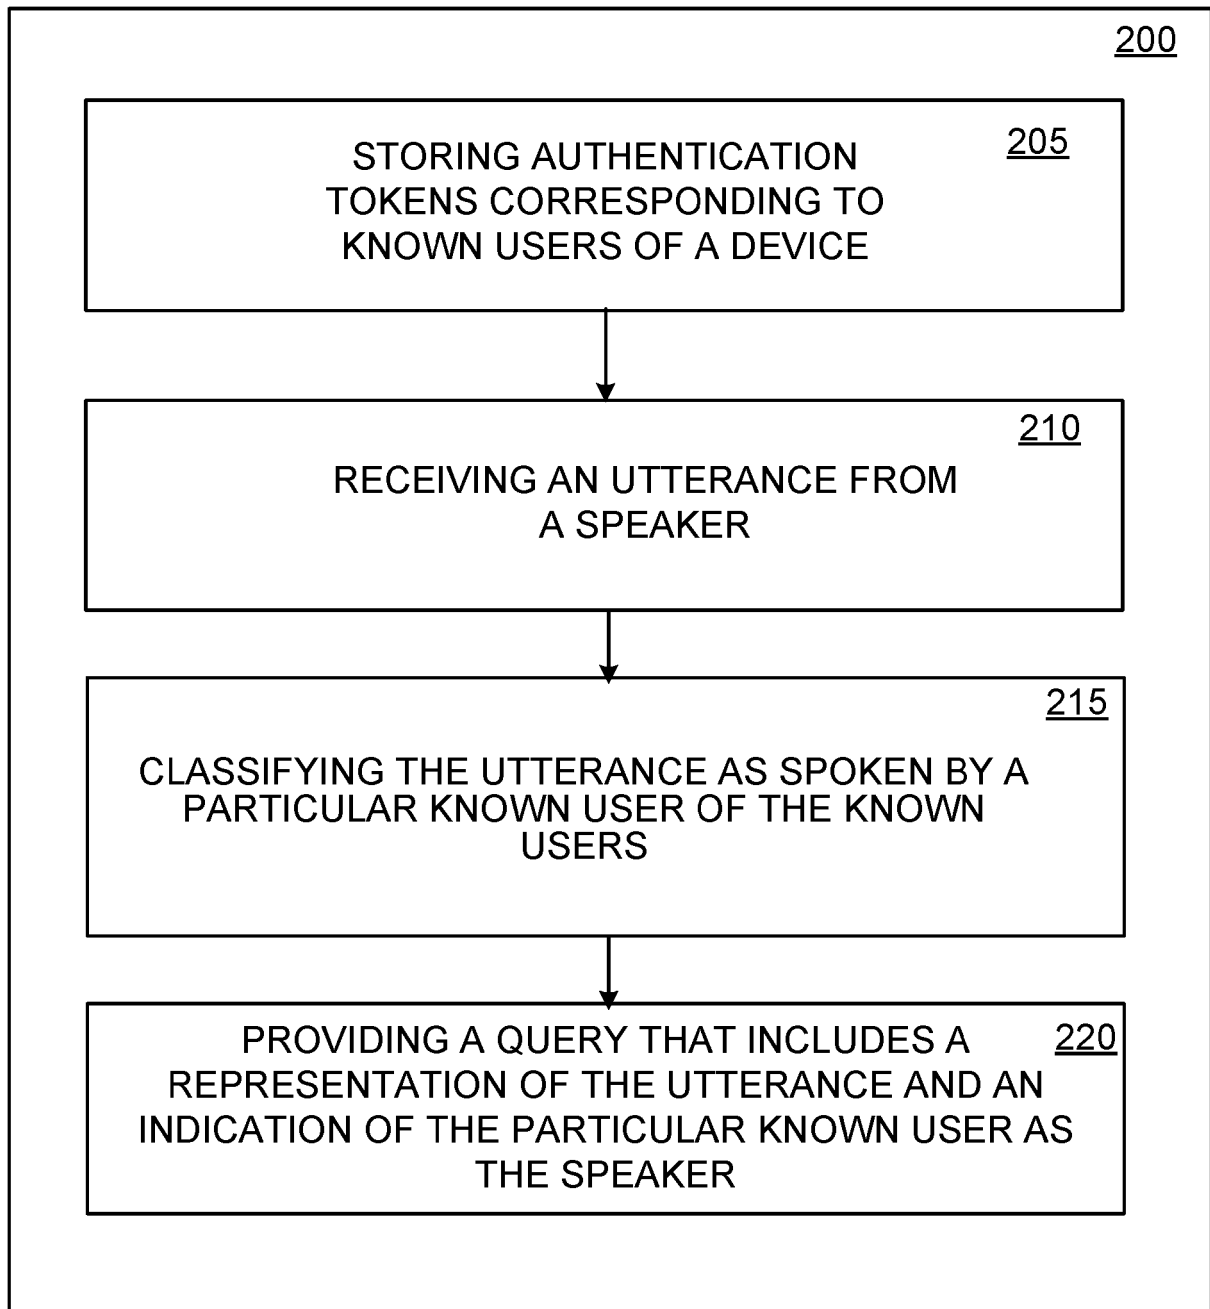 200
205
STORING AUTHENTICATION
TOKENS CORRESPONDING TO
KNOWN USERS OF A DEVICE
210
RECEIVING AN UTTERANCE FROM
A SPEAKER
215
CLASSIFYING THE UTTERANCE AS SPOKEN BY A
PARTICULAR KNOWN USER OF THE KNOWN
USERS
PROVIDING A QUERY THAT INCLUDES A 220
REPRESENTATION OF THE UTTERANCE AND AN
INDICATION OF THE PARTICULAR KNOWN USER AS
THE SPEAKER